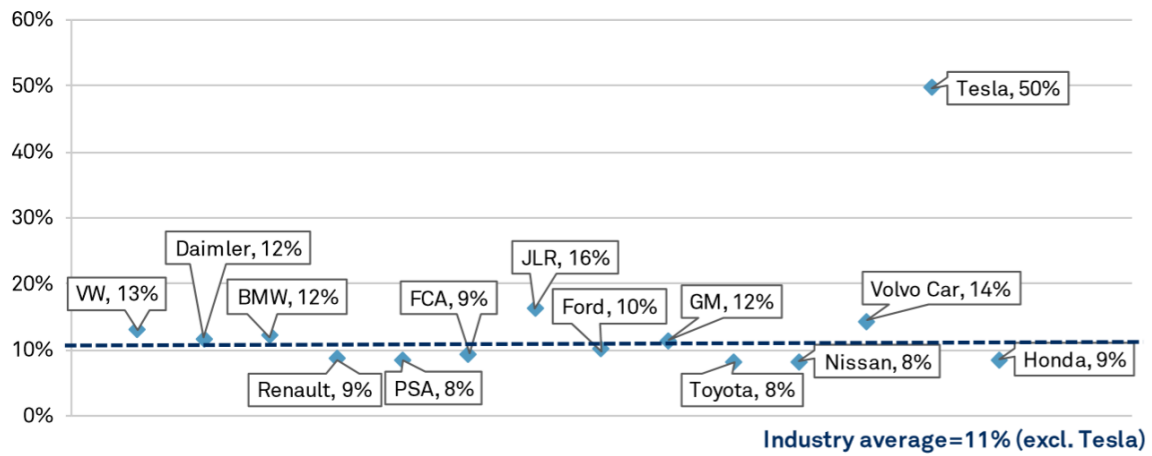 60%
50%
40%
30%
20%
10%
0%
VW, 13%
Daimler, 12%
BMW, 12%
Renault, 9%
PSA, 8%
FCA, 9%
JLR, 16%
Ford, 10%
GM, 12%
Toyota, 8%
Nissan, 8%
Volvo Car, 14%
Tesla, 50%
Honda, 9%
Industry average=11% (excl. Tesla)